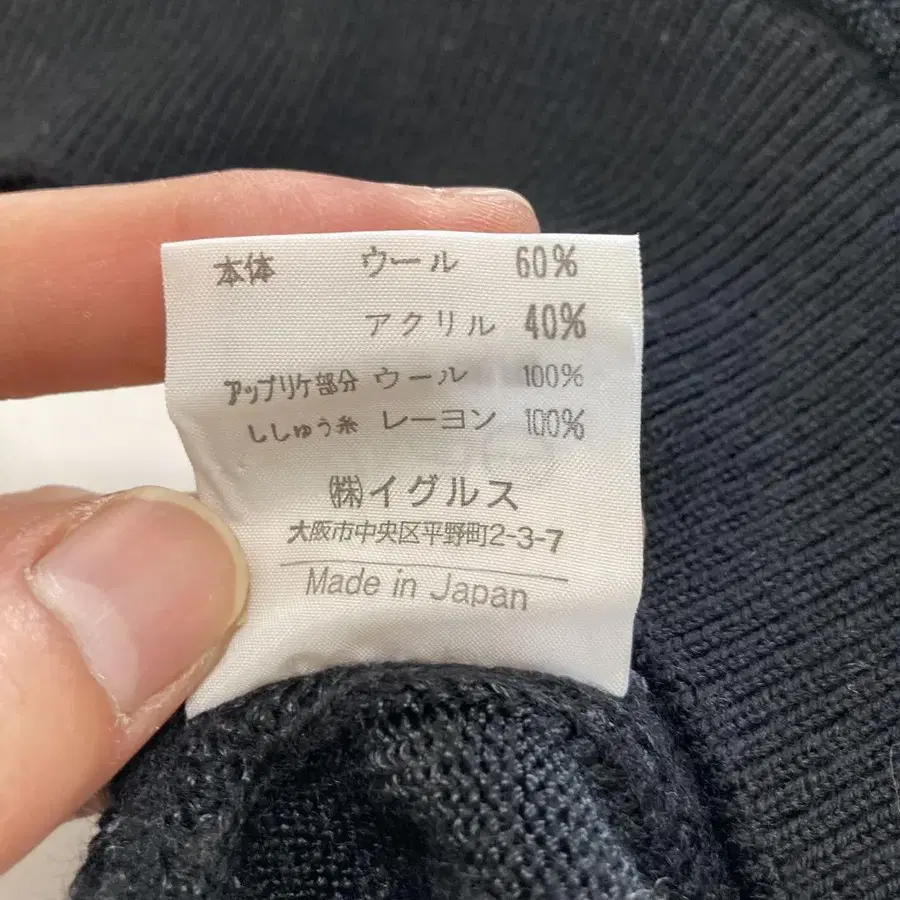 本体 ウール 60%
アクリル 40%
アップリケ部分 ウール 100%
ししゅう糸 レーヨン 100%
㈱イグルス
大阪市中央区平野町2-3-7
Made in Japan